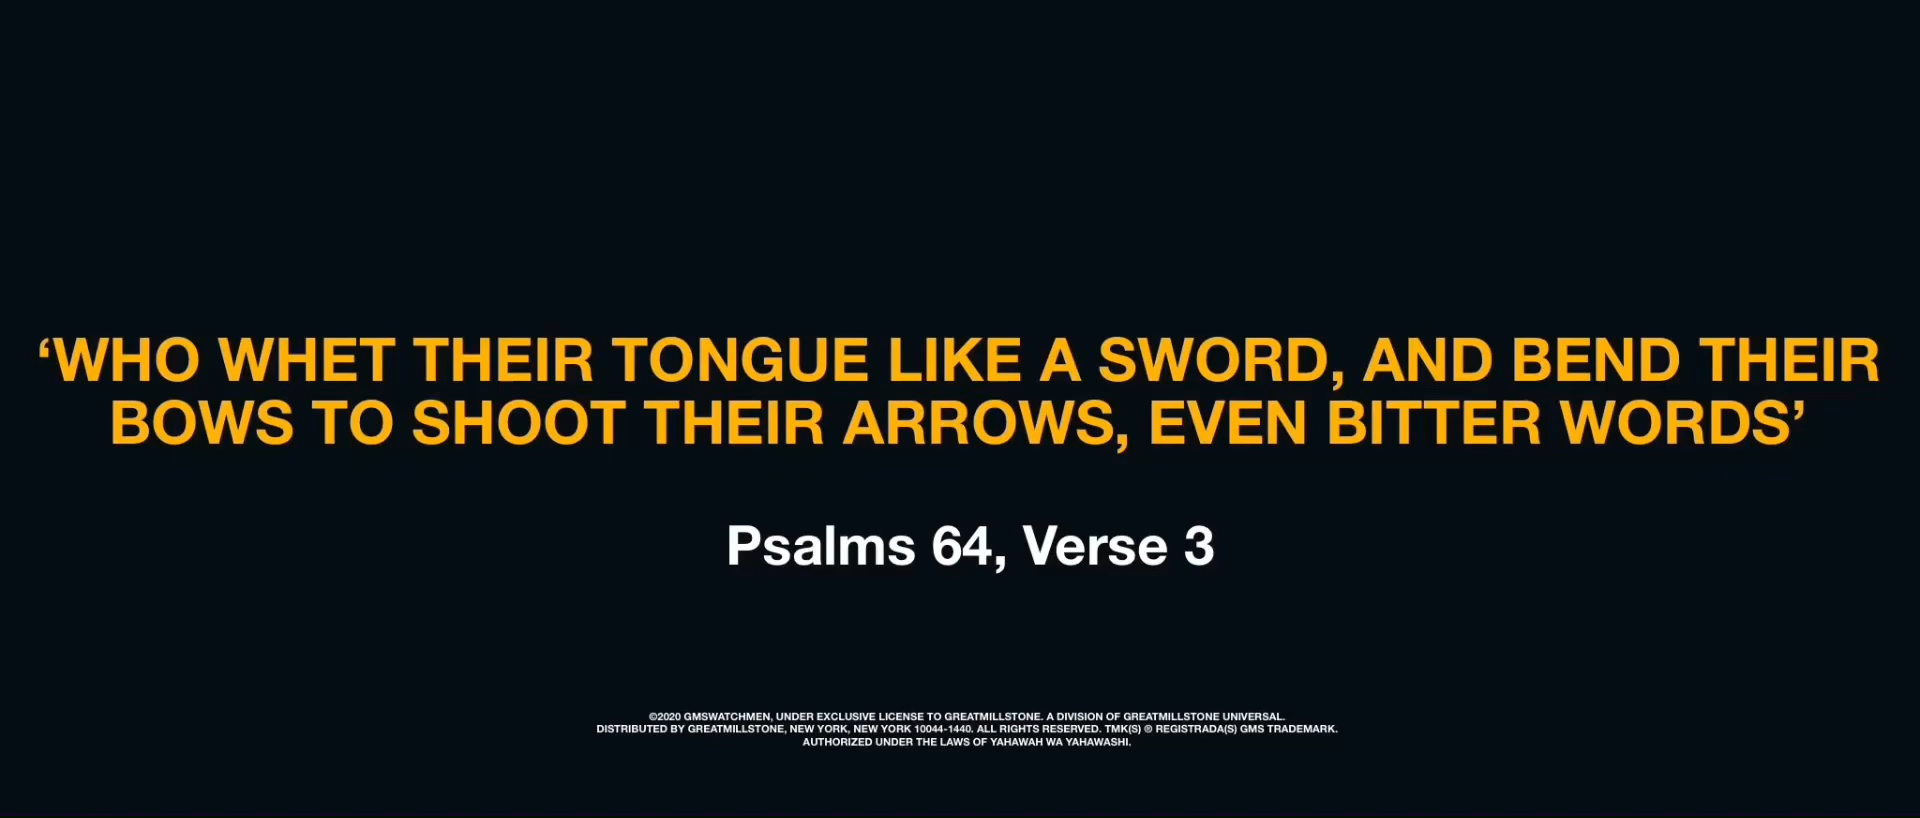 ‘WHO WHET THEIR TONGUE LIKE A SWORD, AND BEND THEIR
BOWS TO SHOOT THEIR ARROWS, EVEN BITTER WORDS’
Psalms 64, Verse 3
©2020 GMSWATCHMEN, UNDER EXCLUSIVE LICENSE TO GREATMILLSTONE. A DIVISION OF GREATMILLSTONE UNIVERSAL.
DISTRIBUTED BY GREATMILLSTONE, NEW YORK, NEW YORK 10044-1440. ALL RIGHTS RESERVED. TMK(S) ® REGISTRADA(S) GMS TRADEMARK.
AUTHORIZED UNDER THE LAWS OF YAHAWAH WA YAHAWASHI.